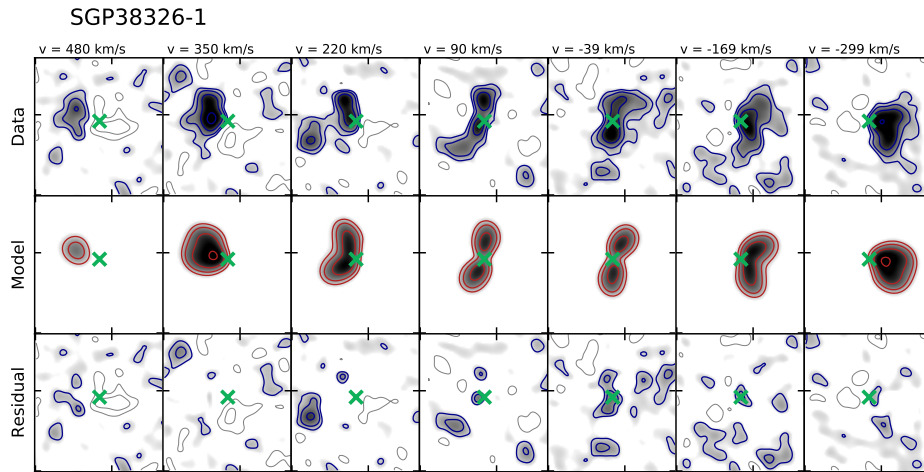 SGP38326-1
v = 480 km/s v = 350 km/s v = 220 km/s v = 90 km/s v = -39 km/s v = -169 km/s v = -299 km/s
Data
Model
Residual